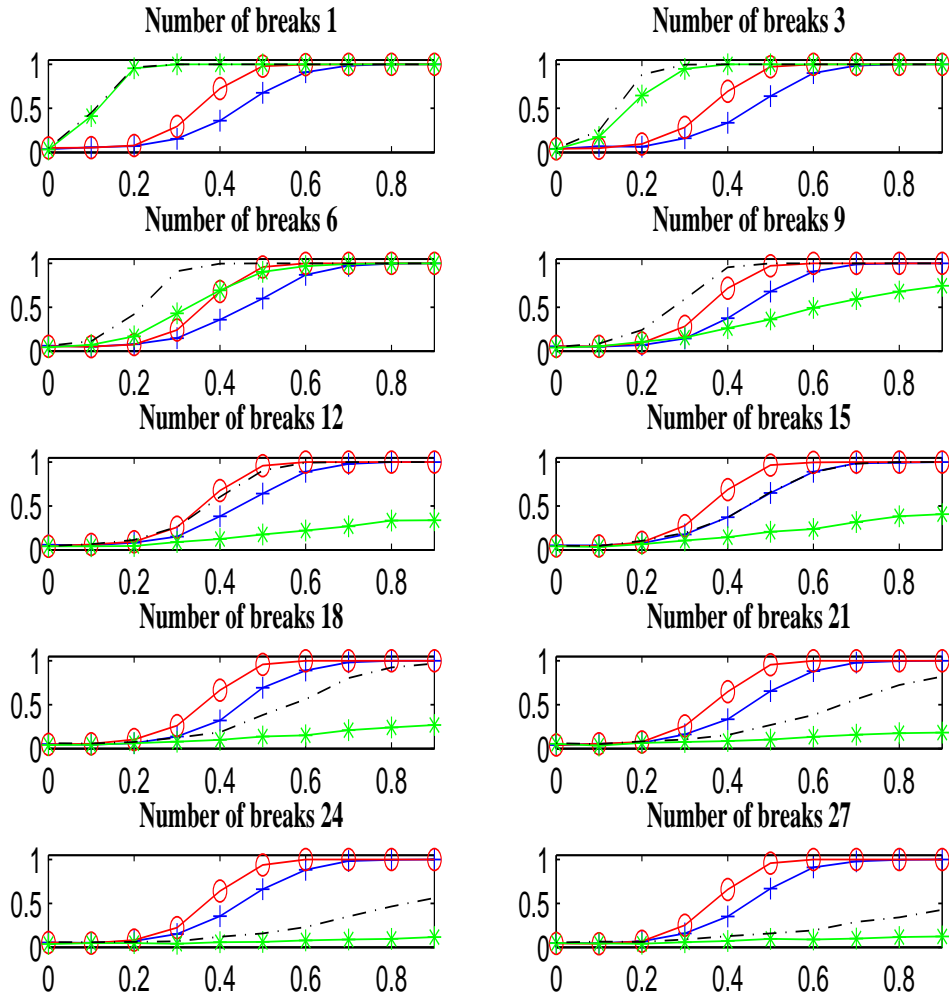 Number of breaks 1
1
0.5
0
0 0.2 0.4 0.6 0.8
Number of breaks 3
1
0.5
0
0 0.2 0.4 0.6 0.8
Number of breaks 6
1
0.5
0
0 0.2 0.4 0.6 0.8
Number of breaks 9
1
0.5
0
0 0.2 0.4 0.6 0.8
Number of breaks 12
1
0.5
0
0 0.2 0.4 0.6 0.8
Number of breaks 15
1
0.5
0
0 0.2 0.4 0.6 0.8
Number of breaks 18
1
0.5
0
0 0.2 0.4 0.6 0.8
Number of breaks 21
1
0.5
0
0 0.2 0.4 0.6 0.8
Number of breaks 24
1
0.5
0
0 0.2 0.4 0.6 0.8
Number of breaks 27
1
0.5
0
0 0.2 0.4 0.6 0.8